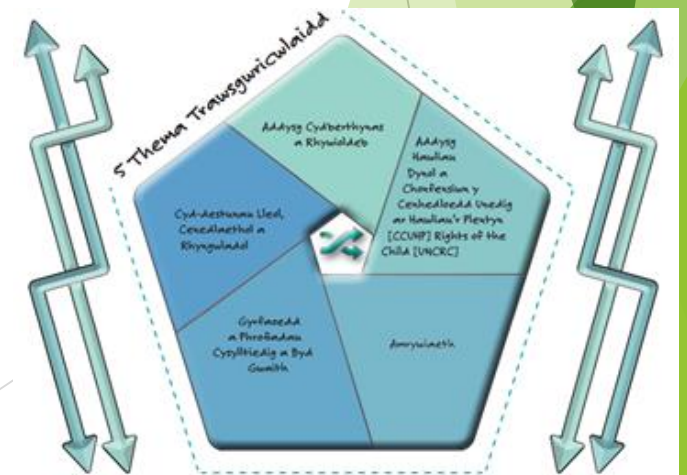 5 Thema Trawsgwricwlaidd
Addysg Cydberthynas
a Rhywioldeb
Addysg
Hawliau
Dynol a
Chonfensiwn y
Cenhedloedd Unedig
ar Hawliau'r Plentyn
[CCUHP] Rights of the
Child [UNCRC]
Cyd-destunau Lleol,
Cenedlaethol a
Rhyngwladol
Gyrfaoedd
a Phrofiadau
Cysylltiedig a Byd
Gwaith
Amrywiaeth